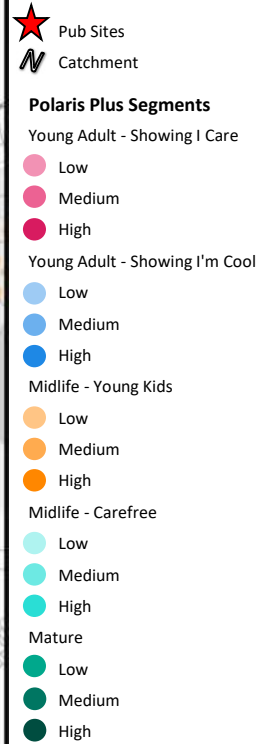 Pub Sites
Catchment
Polaris Plus Segments
Young Adult - Showing I Care
Low
Medium
High
Young Adult - Showing I'm Cool
Low
Medium
High
Midlife - Young Kids
Low
Medium
High
Midlife - Carefree
Low
Medium
High
Mature
Low
Medium
High